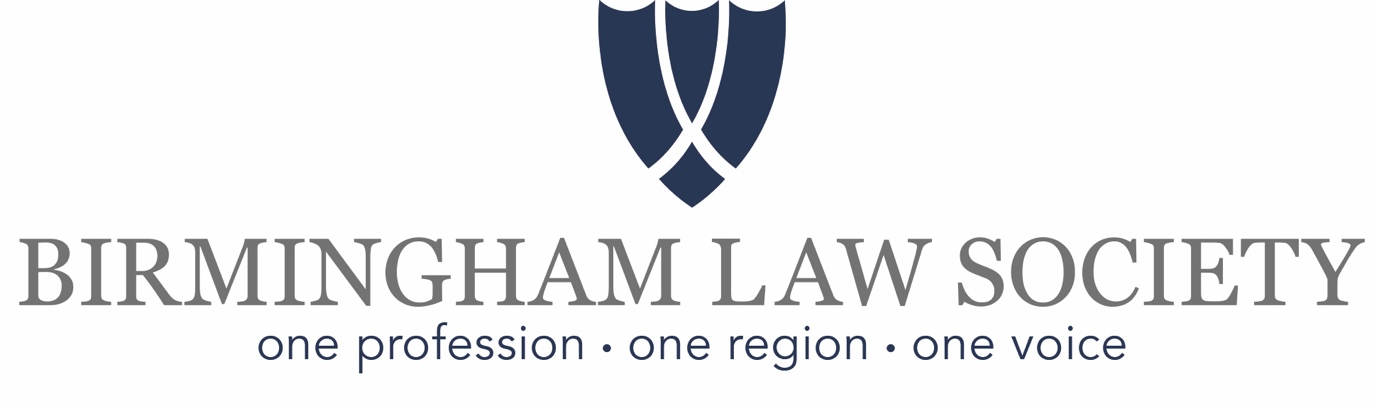 BIRMINGHAM LAW SOCIETY
one profession • one region • one voice